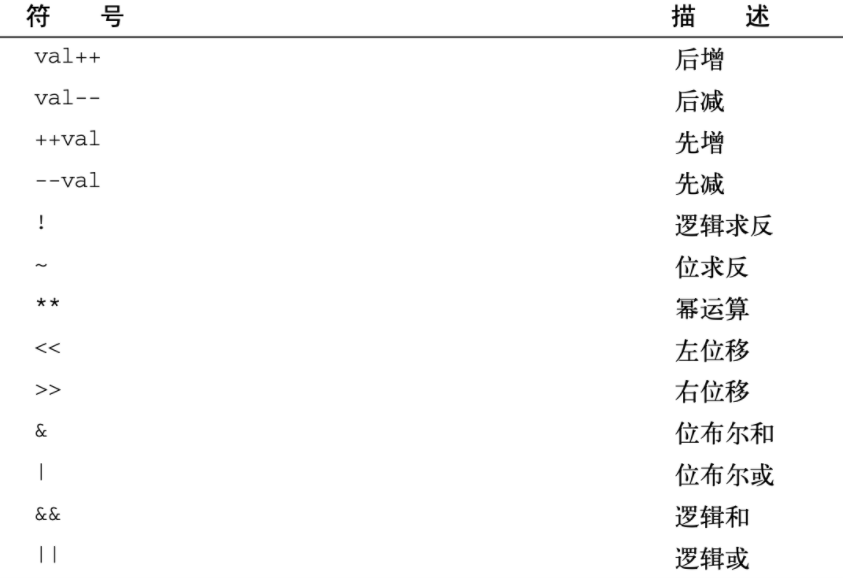 符 号 描 述
val++ 后增
val-- 后减
++val 先增
--val 先减
! 逻辑求反
~ 位求反
** 幂运算
<< 左位移
>> 右位移
& 位布尔和
| 位布尔或
&& 逻辑和
|| 逻辑或